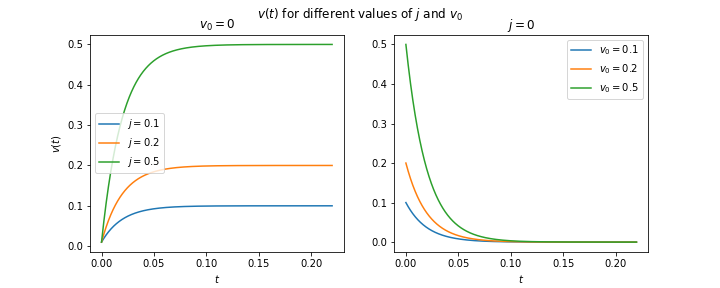 v(t) for different values of j and v₀
v₀ = 0
v(t)
0.5
0.4
0.3
0.2
0.1
0.0
j = 0.1
j = 0.2
j = 0.5
0.00 0.05 0.10 0.15 0.20
t
j = 0
0.5
0.4
0.3
0.2
0.1
0.0
v₀ = 0.1
v₀ = 0.2
v₀ = 0.5
0.00 0.05 0.10 0.15 0.20
t